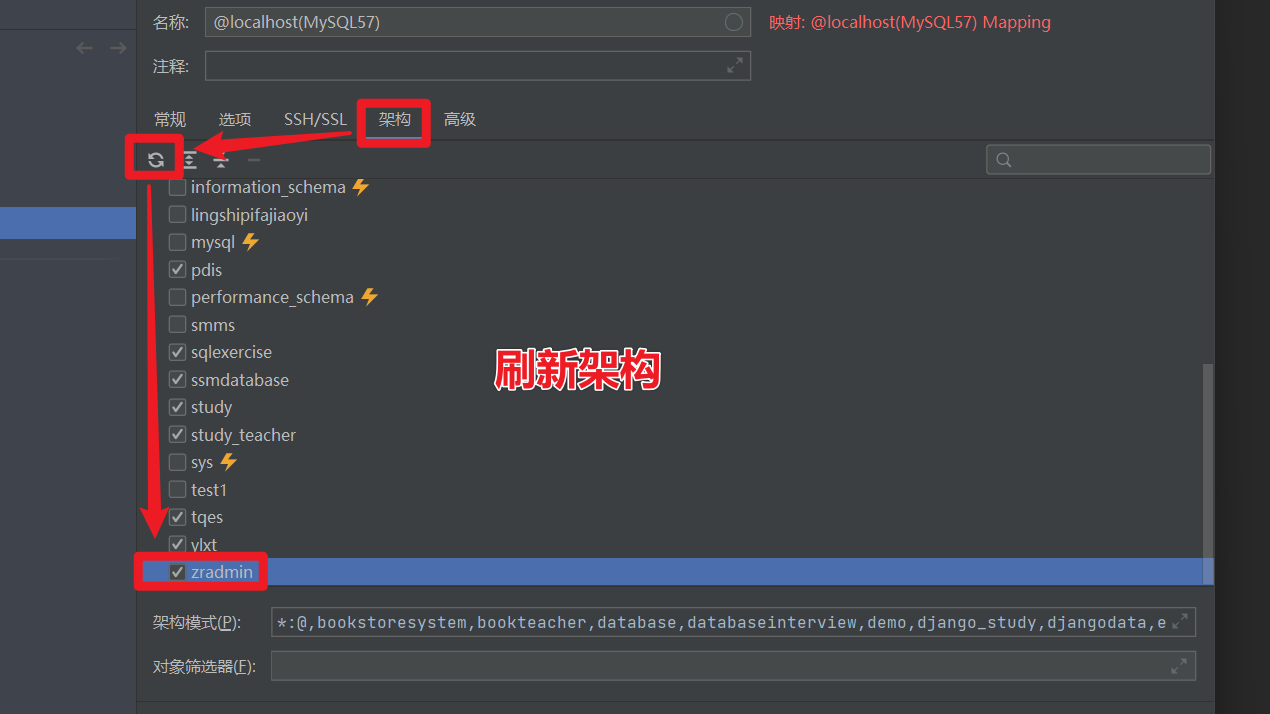 名称: @localhost(MySQL57) 映射: @localhost(MySQL57) Mapping
注释:
常规 选项 SSH/SSL 架构 高级
information_schema
lingshipifajiaoyi
mysql
pdis
performance_schema
smms
sqlexercise
刷新架构
ssmdatabase
study
study_teacher
sys
test1
tqes
ylxt
zradmin
架构模式(P): *:@,bookstoresystem,bookteacher,database,databaseinterview,demo,django_study,djangodata,e
对象筛选器(F):